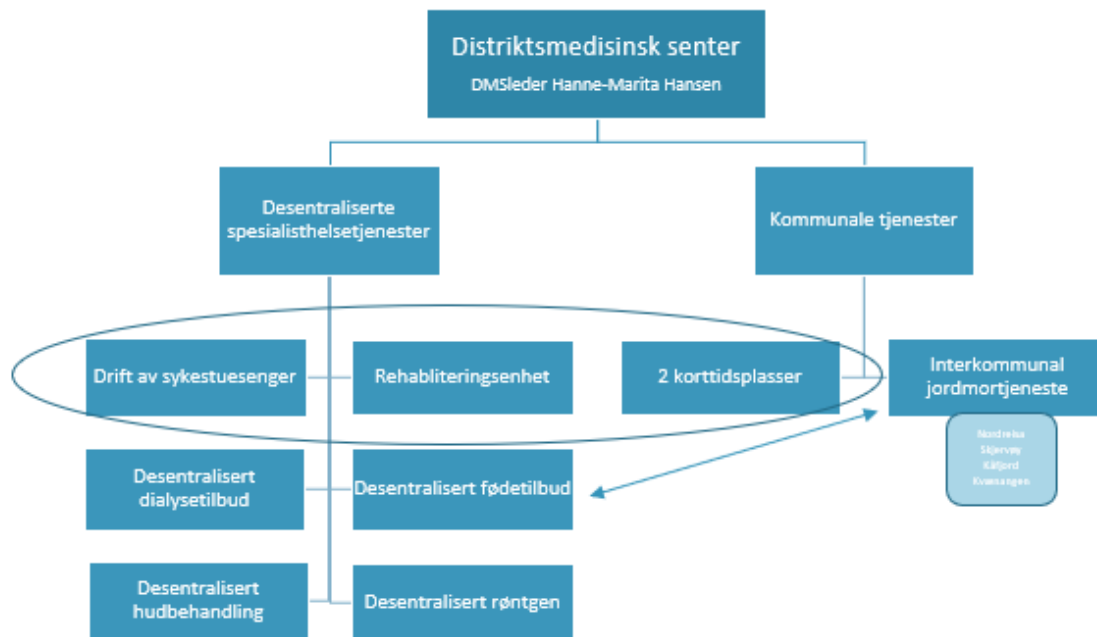 Distriktsmedisinsk senter
DMSleder Hanne-Marita Hansen
Desentraliserte
spesialisthelsetjenester
Kommunale tjenester
Drift av sykestuesenger
Rehabliteringsenhet
2 korttidsplasser
Interkommunal
jordmortjeneste
Nordreisa
Skjervøy
Kåfjord
Kvænangen
Desentralisert
dialysetilbud
Desentralisert fødetilbud
Desentralisert
hudbehandling
Desentralisert røntgen